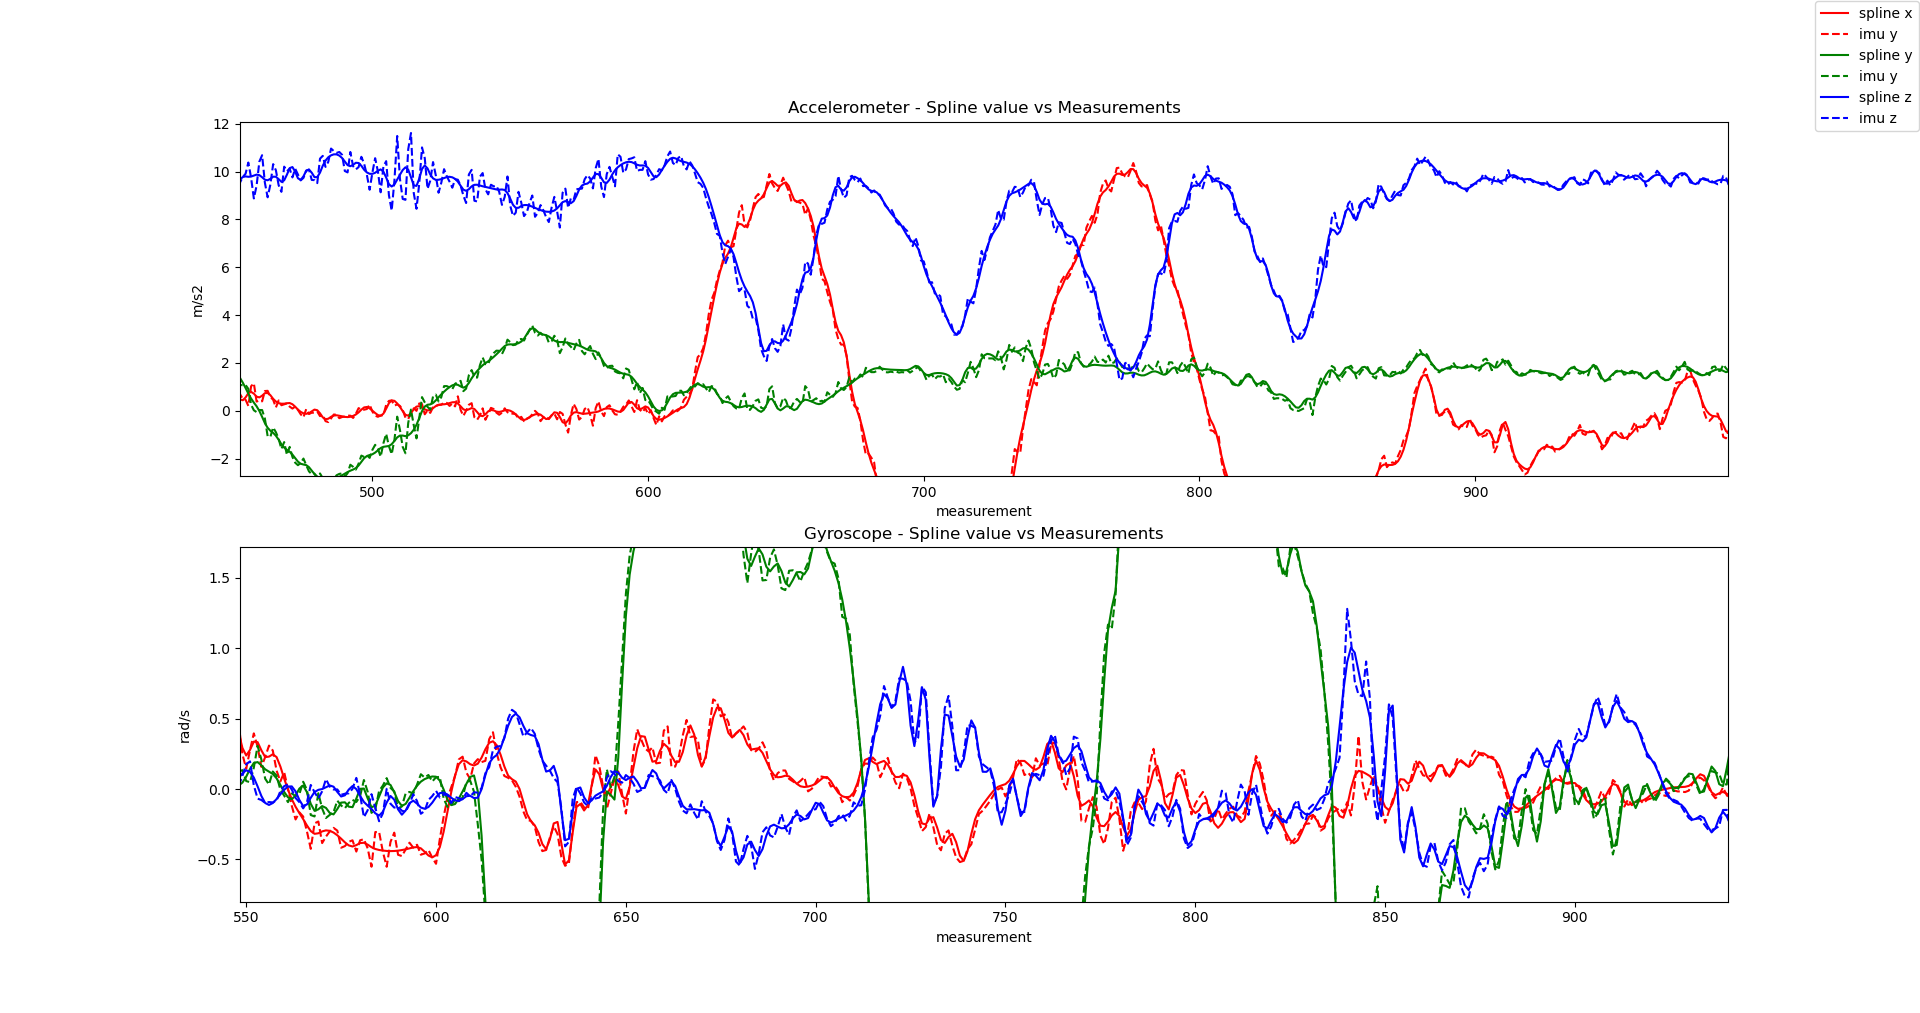 spline x
imu y
spline y
imu y
spline z
imu z
Accelerometer - Spline value vs Measurements
12
10
8
6
4
2
0
−2
m/s2
500 600 700 800 900
measurement
Gyroscope - Spline value vs Measurements
1.5
1.0
0.5
0.0
−0.5
rad/s
550 600 650 700 750 800 850 900
measurement